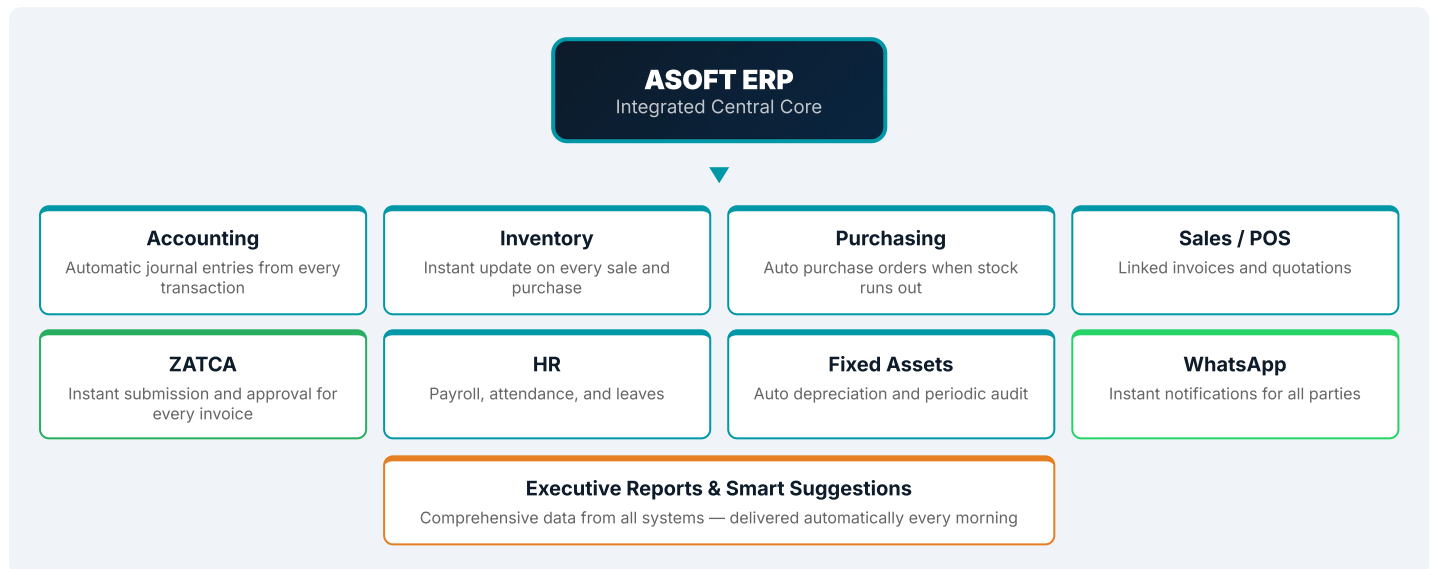 ASOFT ERP
Integrated Central Core
Accounting
Automatic journal entries from every
transaction
Inventory
Instant update on every sale and
purchase
Purchasing
Auto purchase orders when stock
runs out
Sales / POS
Linked invoices and quotations
ZATCA
Instant submission and approval for
every invoice
HR
Payroll, attendance, and leaves
Fixed Assets
Auto depreciation and periodic audit
WhatsApp
Instant notifications for all parties
Executive Reports & Smart Suggestions
Comprehensive data from all systems — delivered automatically every morning